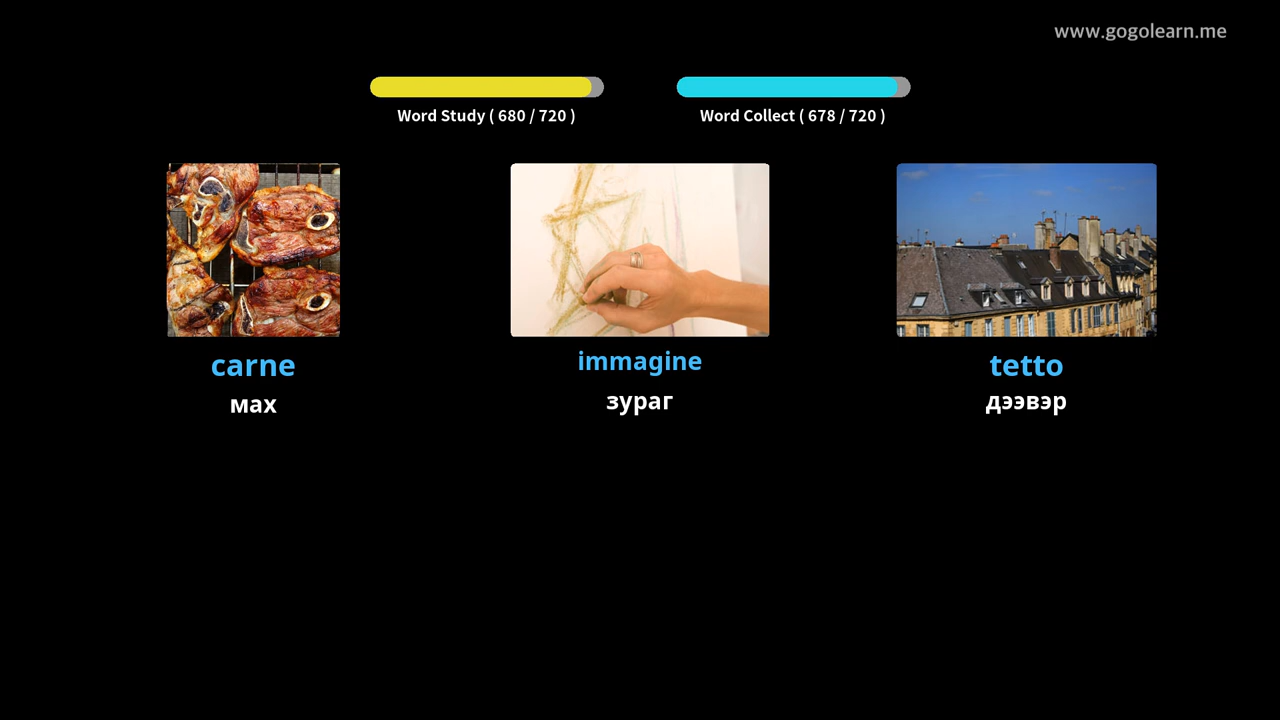 www.gogolearn.me
Word Study ( 680 / 720 )
Word Collect ( 678 / 720 )
carne
мах
immagine
зураг
tetto
дээвэр